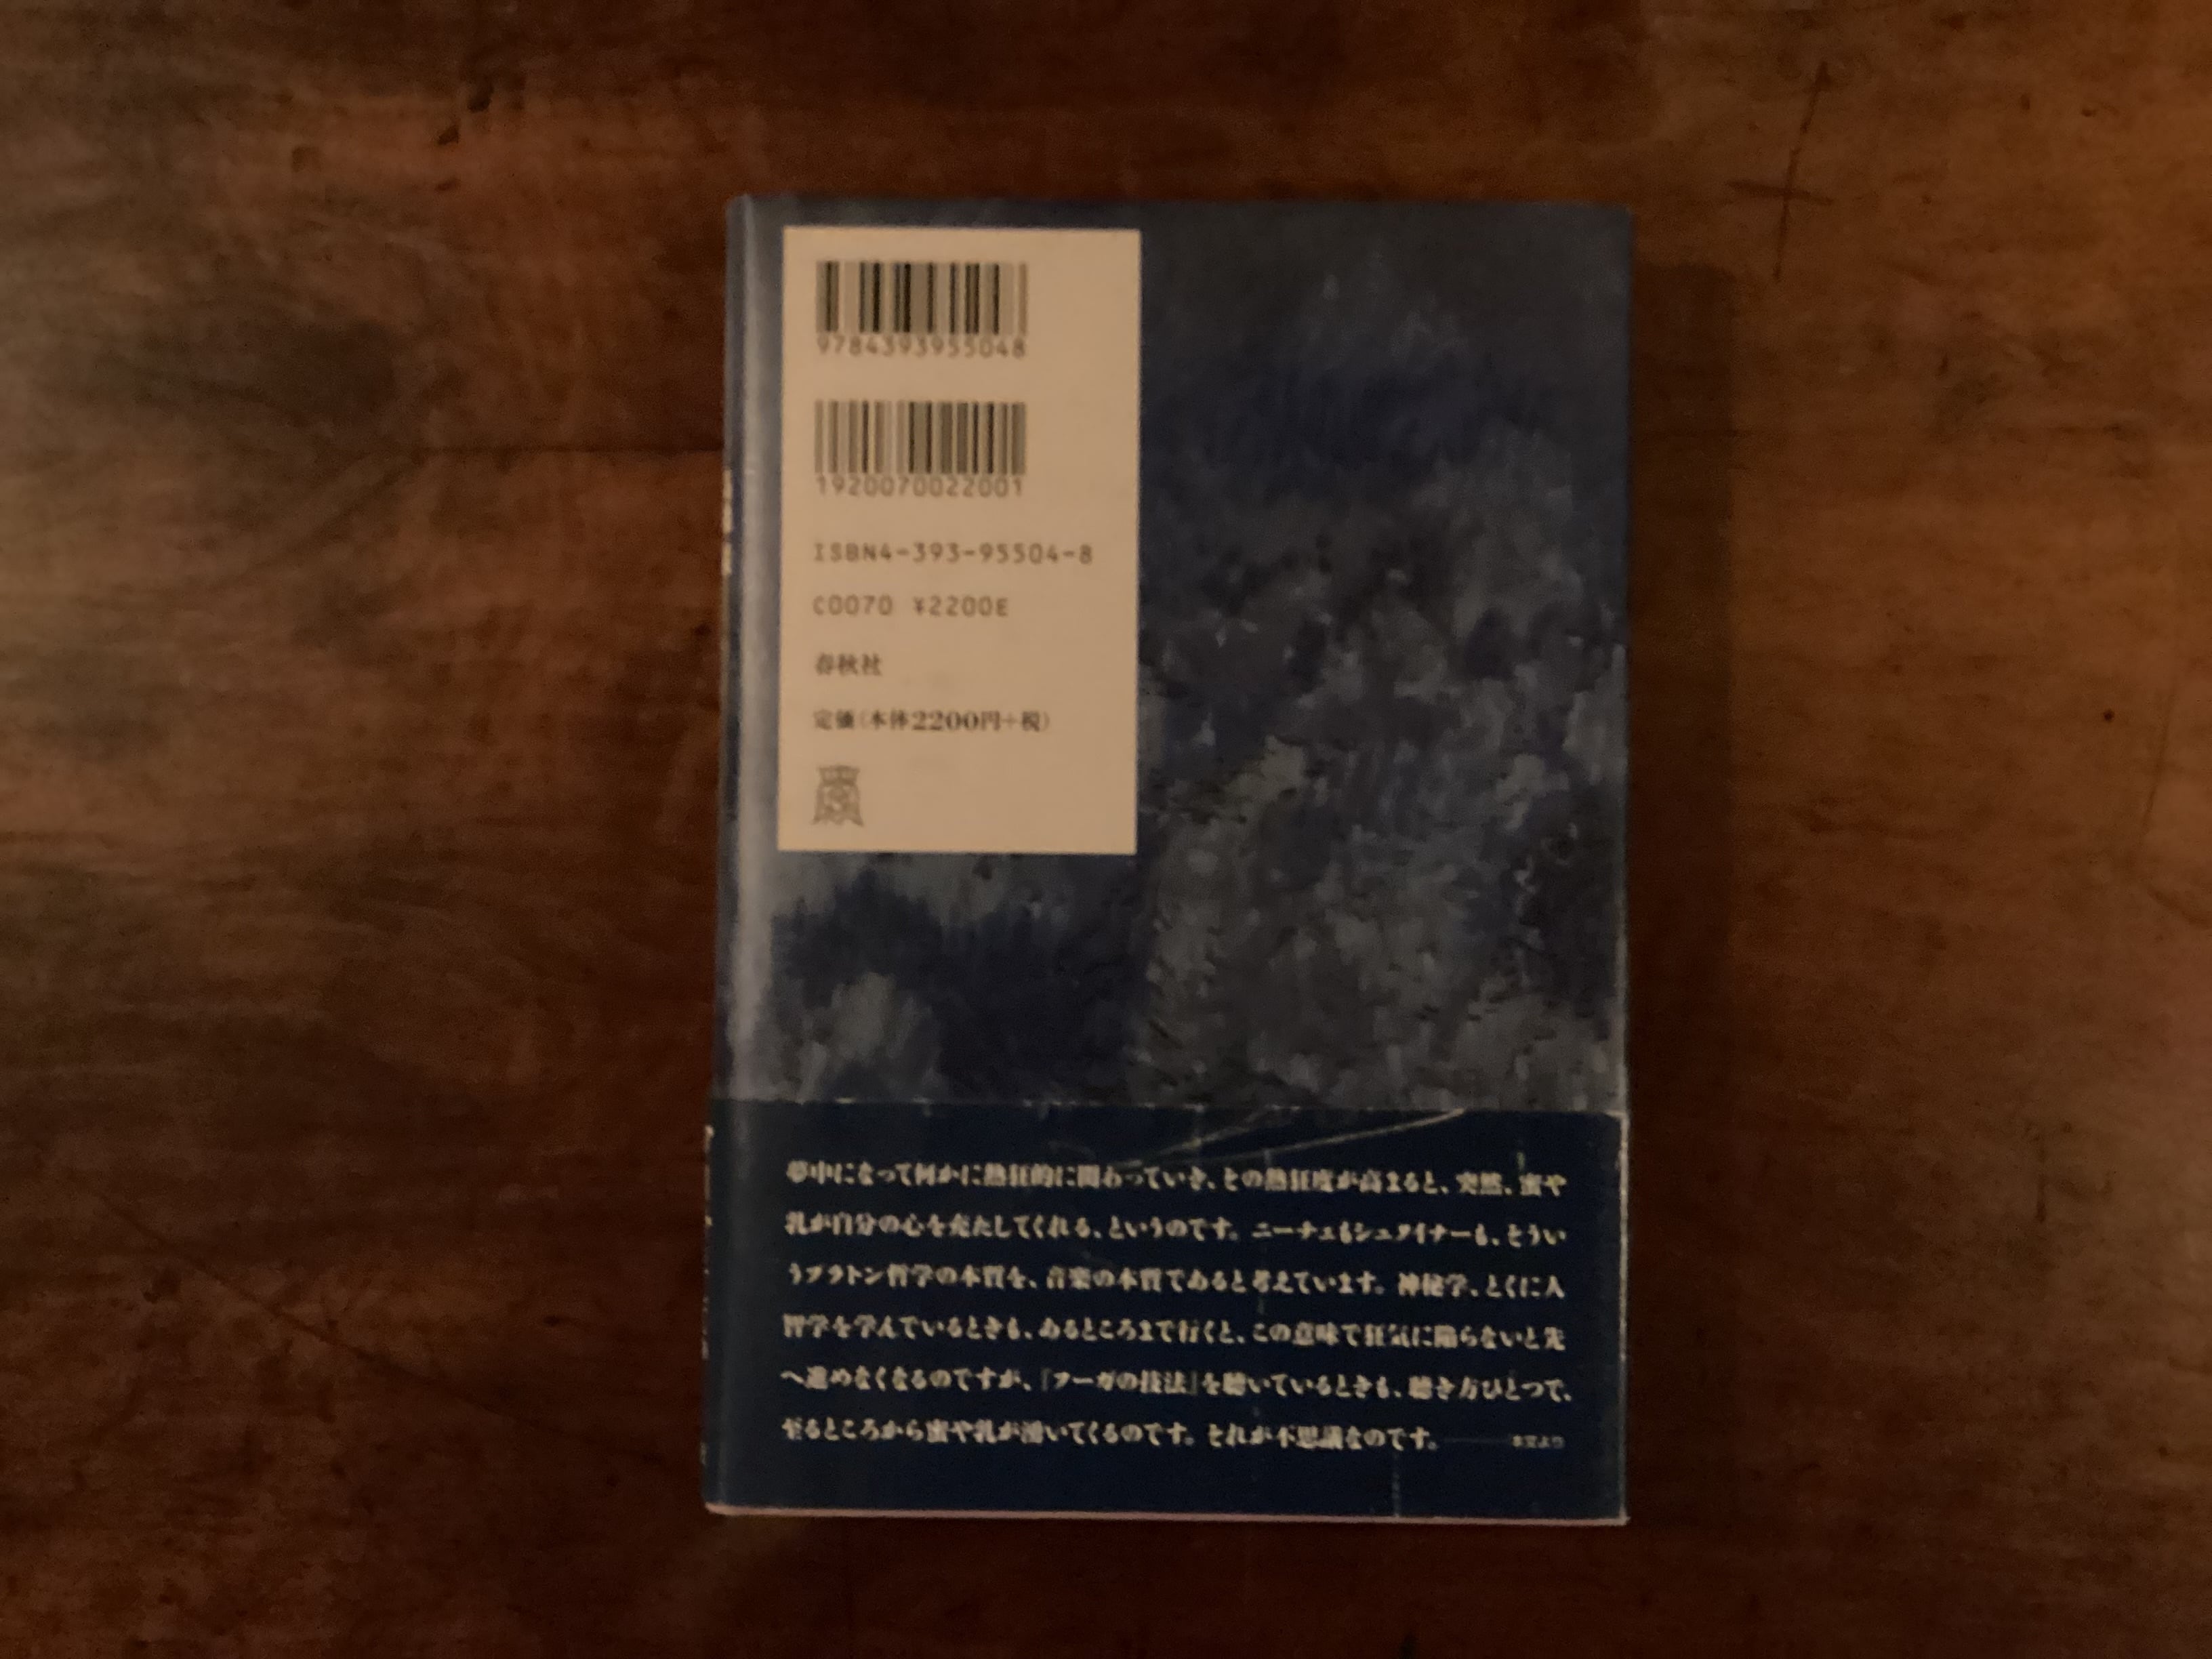 9784393955048
1920070022001
ISBN4-393-95504-8
C0070 ¥2200E
春秋社
定価(本体2200円+税)
夢中になって何かに熱狂的に関わっていき、その熱狂度が高まると、突然、蜜や
乳が自分の心を充たしてくれる、というのです。ニーチェもシュタイナーも、そうい
うプラトン哲学の本質を、音楽の本質であると考えています。神秘学、とくに人
智学を学んでいるときも、あるところまで行くと、この意味で狂気に陥らないと先
へ進めなくなるのですが、『フーガの技法』を聴いているときも、聴き方ひとつで、
至るところから蜜や乳が湧いてくるのです。それが不思議なのです。――本文より